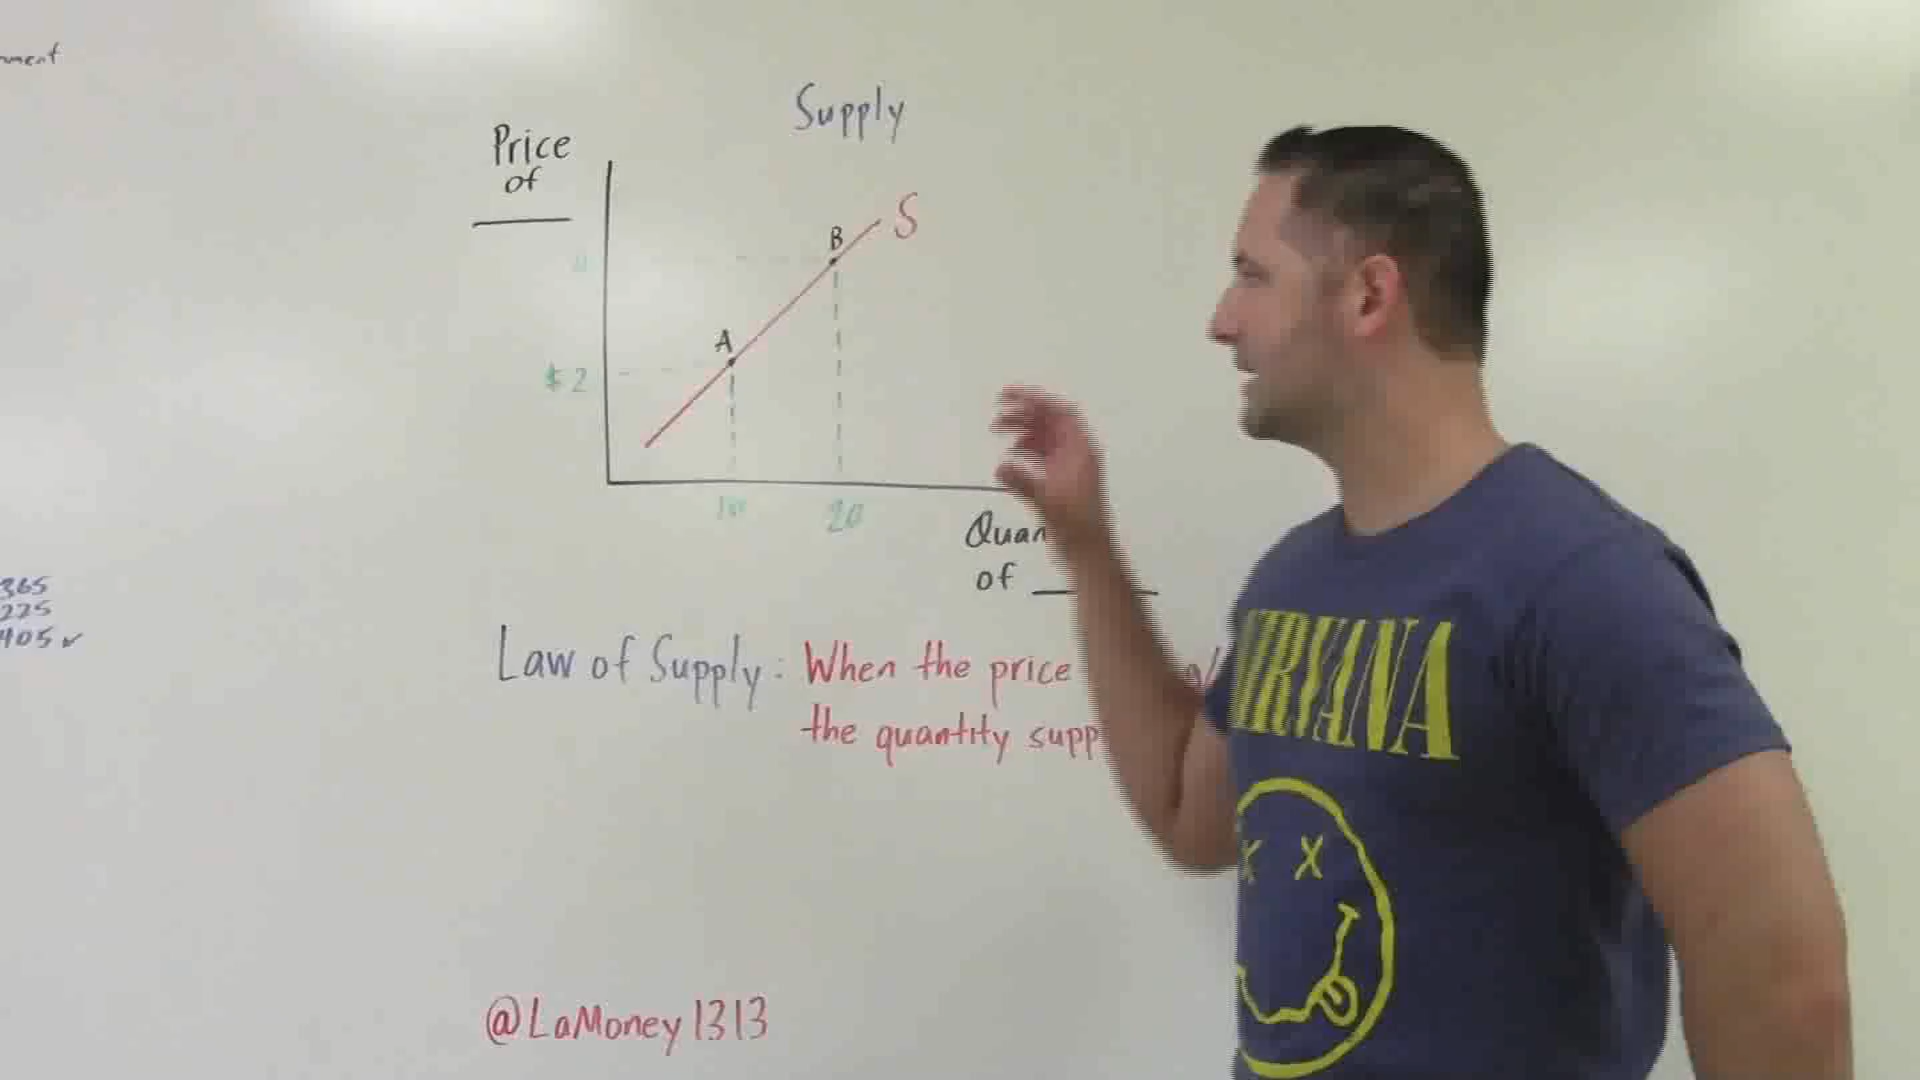 Supply
Price
of
S
B
A
$2
10
20
Quan
of
Law of Supply: When the price
the quantity supp
365
225
405 ✓
@LaMoney1313
NIRVANA
x x